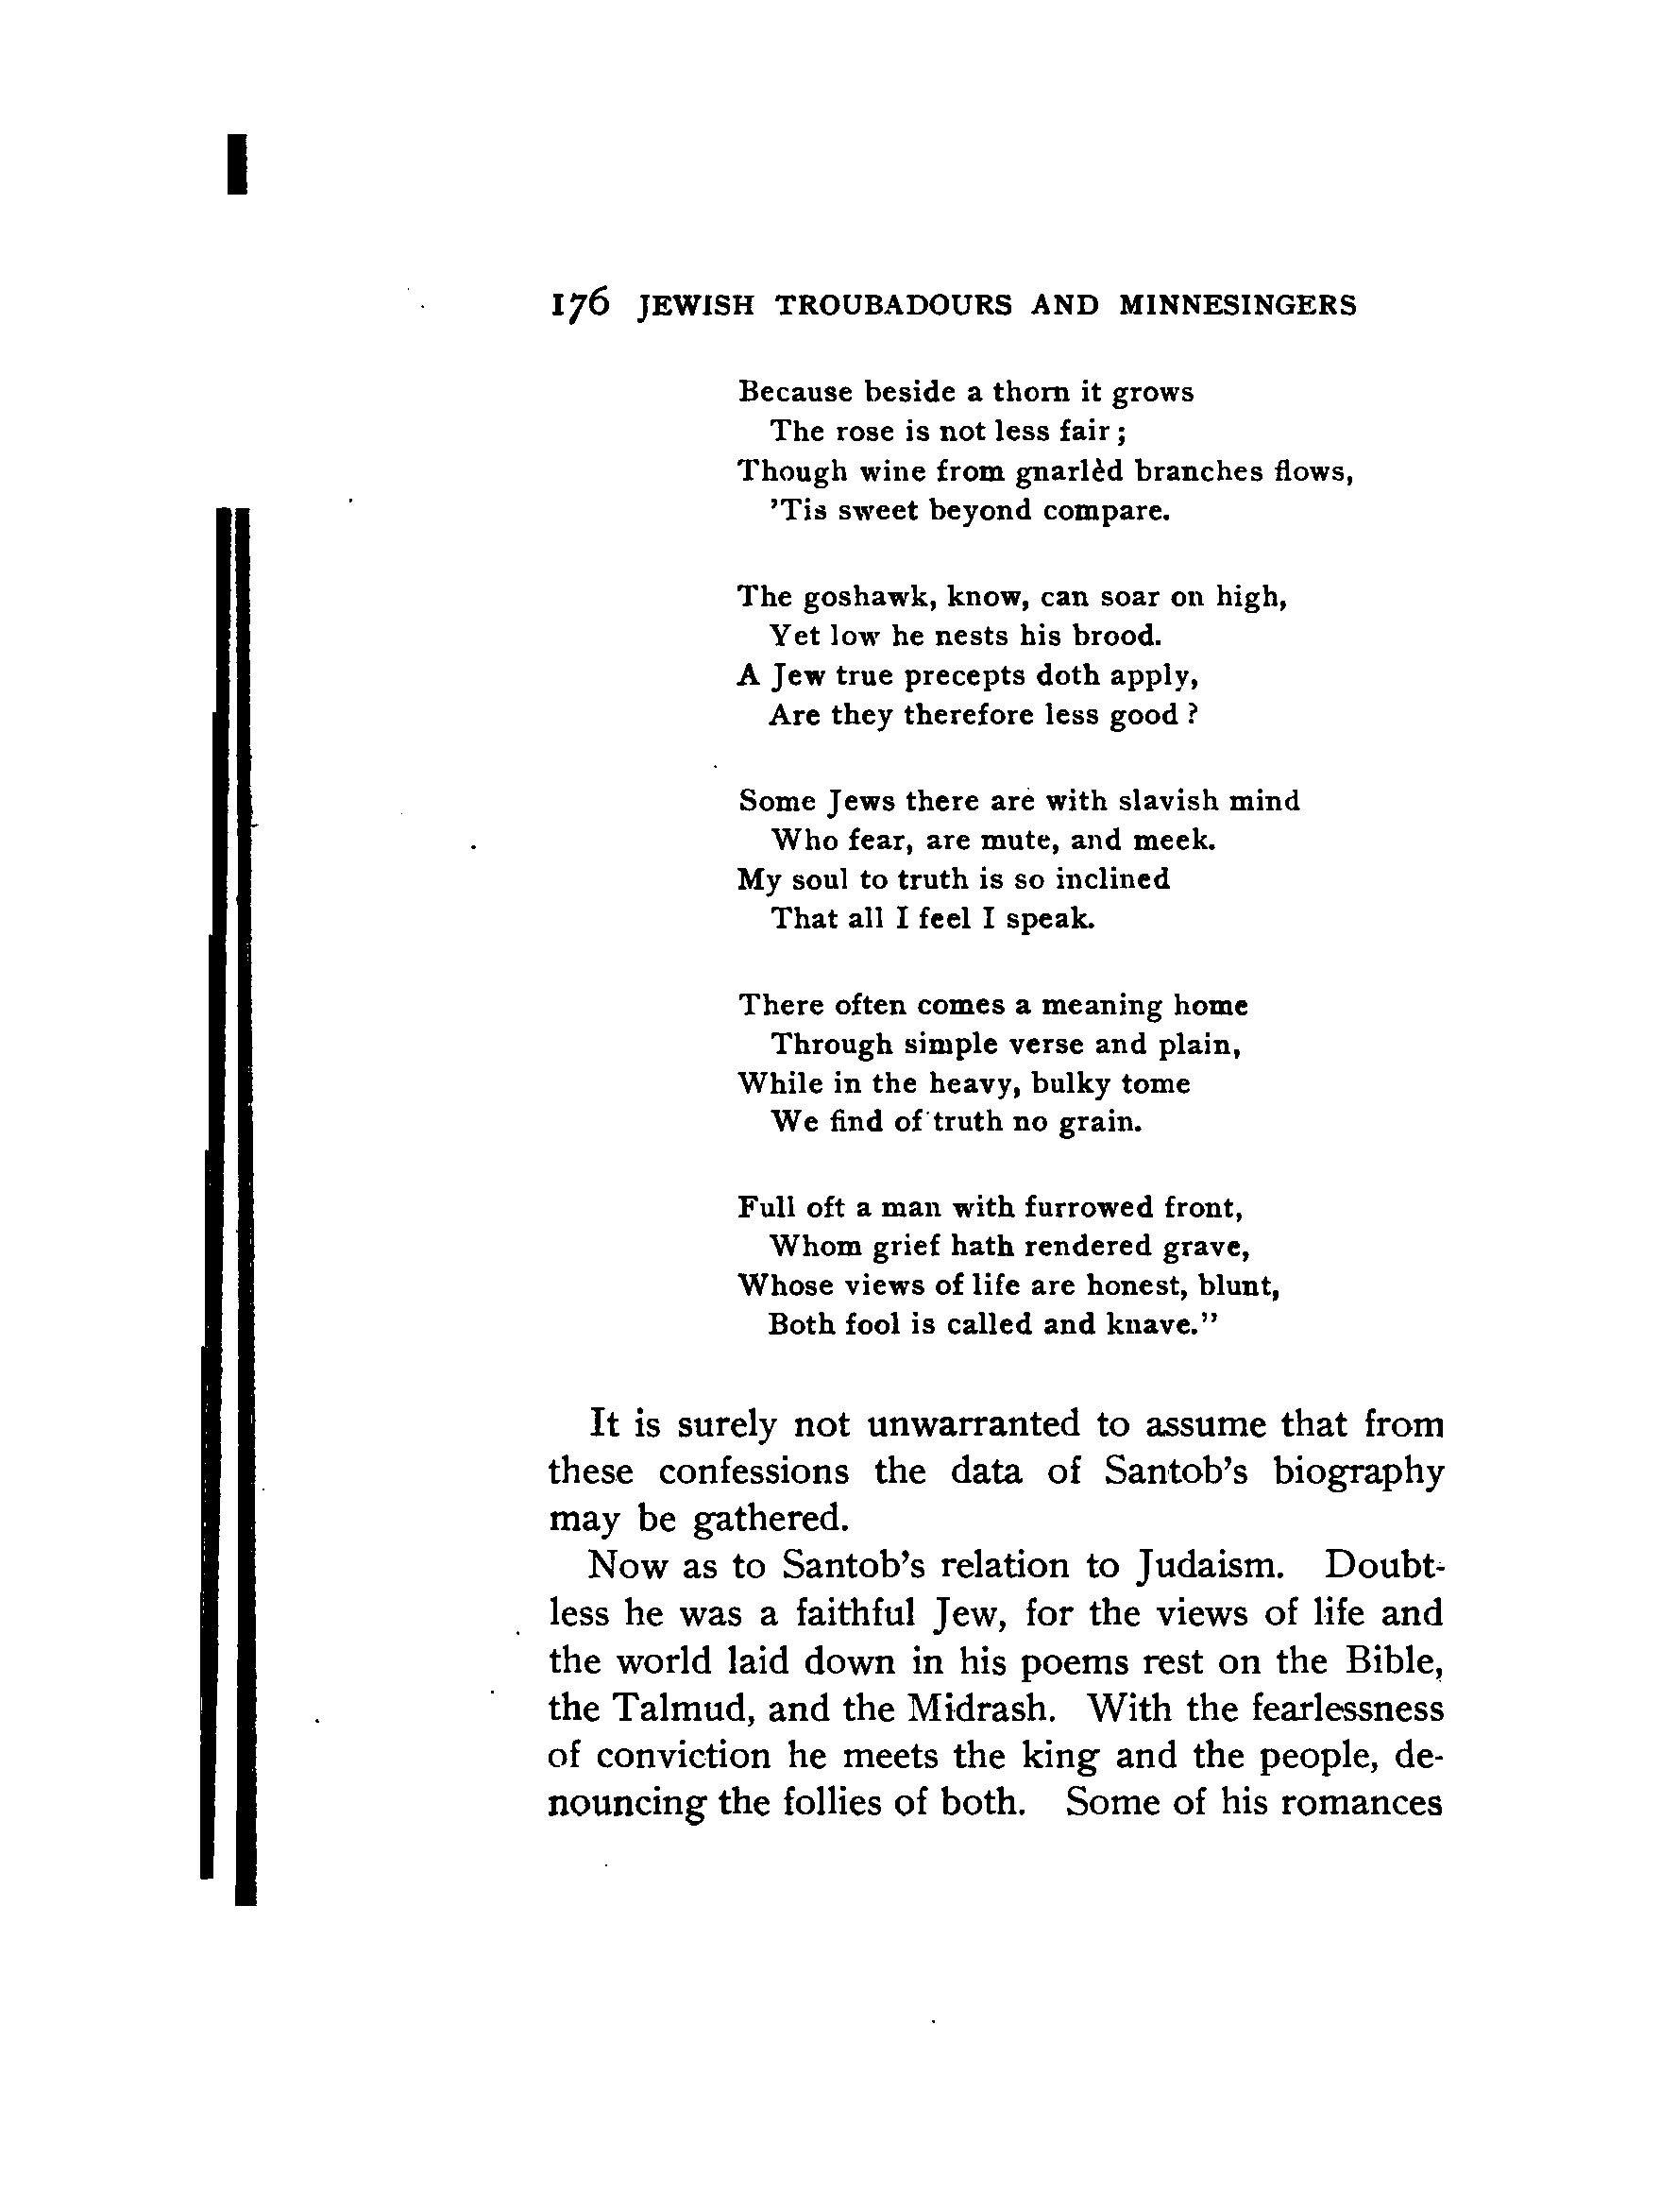 176 JEWISH TROUBADOURS AND MINNESINGERS
Because beside a thorn it grows
The rose is not less fair;
Though wine from gnarlèd branches flows,
'Tis sweet beyond compare.
The goshawk, know, can soar on high,
Yet low he nests his brood.
A Jew true precepts doth apply,
Are they therefore less good?
Some Jews there are with slavish mind
Who fear, are mute, and meek.
My soul to truth is so inclined
That all I feel I speak.
There often comes a meaning home
Through simple verse and plain,
While in the heavy, bulky tome
We find of truth no grain.
Full oft a man with furrowed front,
Whom grief hath rendered grave,
Whose views of life are honest, blunt,
Both fool is called and knave."
It is surely not unwarranted to assume that from
these confessions the data of Santob's biography
may be gathered.
Now as to Santob's relation to Judaism. Doubt-
less he was a faithful Jew, for the views of life and
the world laid down in his poems rest on the Bible,
the Talmud, and the Midrash. With the fearlessness
of conviction he meets the king and the people, de-
nouncing the follies of both. Some of his romances